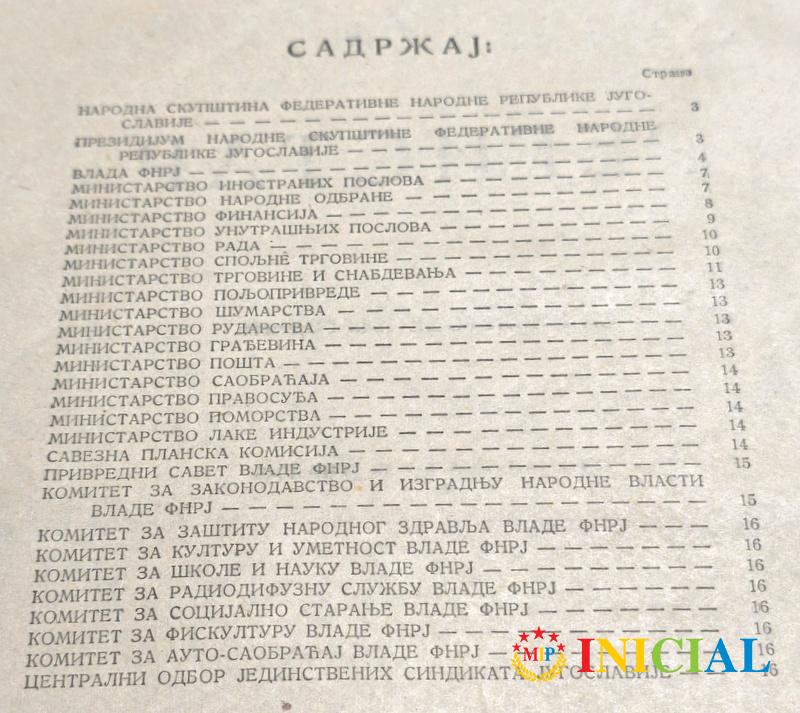 САДРЖАЈ:
Страна
НАРОДНА СКУПШТИНА ФЕДЕРАТИВНЕ НАРОДНЕ РЕПУБЛИКЕ ЈУГО-
СЛАВИЈЕ — — — — — — — — — — — — — — — — 3
ПРЕЗИДИЈУМ НАРОДНЕ СКУПШТИНЕ ФЕДЕРАТИВНЕ НАРОДНЕ
РЕПУБЛИКЕ ЈУГОСЛАВИЈЕ — — — — — — — — — — — 3
ВЛАДА ФНРЈ — — — — — — — — — — — — — — — — 4
МИНИСТАРСТВО ИНОСТРАНИХ ПОСЛОВА — — — — — — — — 7
МИНИСТАРСТВО НАРОДНЕ ОДБРАНЕ — — — — — — — — — 7
МИНИСТАРСТВО ФИНАНСИЈА — — — — — — — — — — — 8
МИНИСТАРСТВО УНУТРАШЊИХ ПОСЛОВА — — — — — — — — 9
МИНИСТАРСТВО РАДА — — — — — — — — — — — — — 10
МИНИСТАРСТВО СПОЉНЕ ТРГОВИНЕ — — — — — — — — — 10
МИНИСТАРСТВО ТРГОВИНЕ И СНАБДЕВАЊА — — — — — — — 11
МИНИСТАРСТВО ПОЉОПРИВРЕДЕ — — — — — — — — — — 13
МИНИСТАРСТВО ШУМАРСТВА — — — — — — — — — — — 13
МИНИСТАРСТВО РУДАРСТВА — — — — — — — — — — — 13
МИНИСТАРСТВО ГРАЂЕВИНА — — — — — — — — — — — 13
МИНИСТАРСТВО ПОШТА — — — — — — — — — — — — 13
МИНИСТАРСТВО САОБРАЋАЈА — — — — — — — — — — — 14
МИНИСТАРСТВО ПРАВОСУЂА — — — — — — — — — — — 14
МИНИСТАРСТВО ПОМОРСТВА — — — — — — — — — — — 14
МИНИСТАРСТВО ЛАКЕ ИНДУСТРИЈЕ — — — — — — — — — 14
САВЕЗНА ПЛАНСКА КОМИСИЈА — — — — — — — — — — 14
ПРИВРЕДНИ САВЕТ ВЛАДЕ ФНРЈ — — — — — — — — — — 15
КОМИТЕТ ЗА ЗАКОНОДАВСТВО И ИЗГРАДЊУ НАРОДНЕ ВЛАСТИ
ВЛАДЕ ФНРЈ — — — — — — — — — — — — — — 15
КОМИТЕТ ЗА ЗАШТИТУ НАРОДНОГ ЗДРАВЉА ВЛАДЕ ФНРЈ — — — 16
КОМИТЕТ ЗА КУЛТУРУ И УМЕТНОСТ ВЛАДЕ ФНРЈ — — — — — — 16
КОМИТЕТ ЗА ШКОЛЕ И НАУКУ ВЛАДЕ ФНРЈ — — — — — — — 16
КОМИТЕТ ЗА РАДИОДИФУЗНУ СЛУЖБУ ВЛАДЕ ФНРЈ — — — — — 16
КОМИТЕТ ЗА СОЦИЈАЛНО СТАРАЊЕ ВЛАДЕ ФНРЈ — — — — — — 16
КОМИТЕТ ЗА ФИСКУЛТУРУ ВЛАДЕ ФНРЈ — — — — — — — — 16
КОМИТЕТ ЗА АУТО-САОБРАЋАЈ ВЛАДЕ ФНРЈ — — — — — — — 16
ЦЕНТРАЛНИ ОДБОР ЈЕДИНСТВЕНИХ СИНДИКАТА ЈУГОСЛАВИЈЕ — — 16
MIP INICIAL